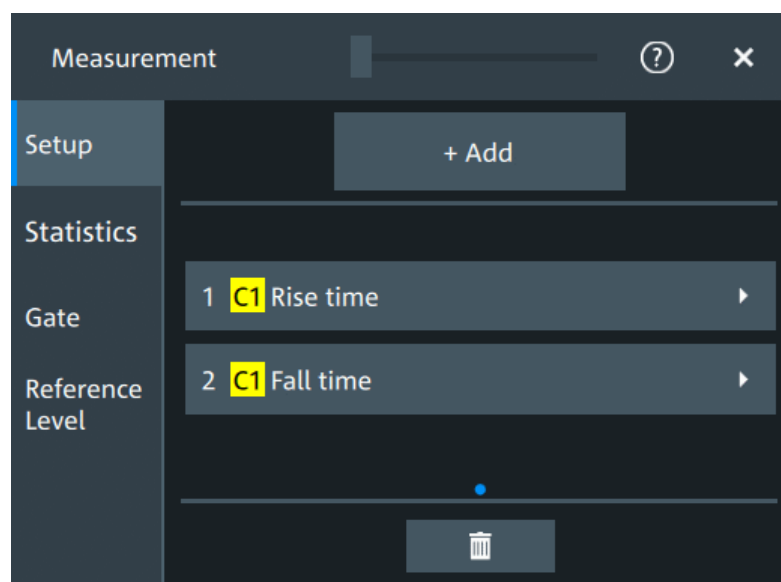 Measurement
?
Setup
+ Add
Statistics
Gate
Reference
Level
1 C1 Rise time
2 C1 Fall time